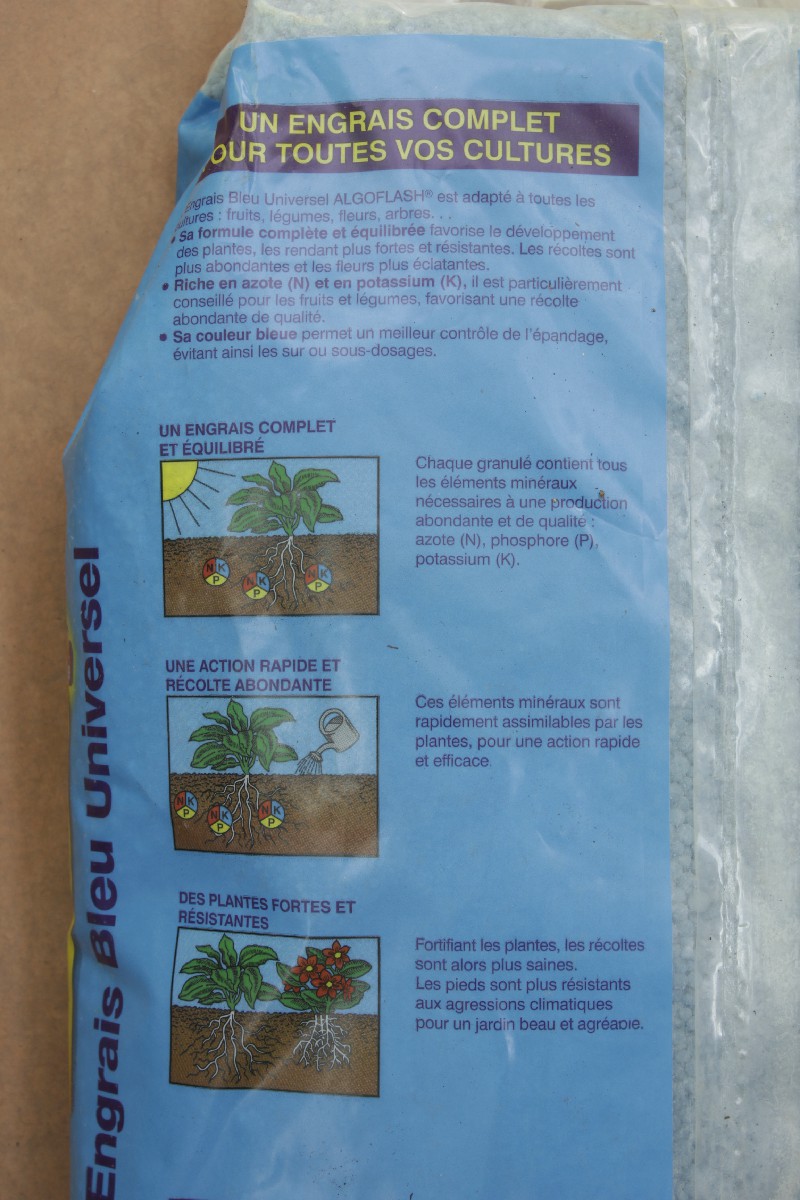 UN ENGRAIS COMPLET
OUR TOUTES VOS CULTURES
ngrais Bleu Universel ALGOFLASH® est adapté à toutes les
ltures : fruits, légumes, fleurs, arbres. . .
• Sa formule complète et équilibrée favorise le développement
des plantes, les rendant plus fortes et résistantes. Les récoltes sont
plus abondantes et les fleurs plus éclatantes.
• Riche en azote (N) et en potassium (K), il est particulièrement
conseillé pour les fruits et légumes, favorisant une récolte
abondante de qualité.
• Sa couleur bleue permet un meilleur contrôle de l'épandage,
évitant ainsi les sur ou sous-dosages.
UN ENGRAIS COMPLET
ET ÉQUILIBRÉ
N K P
N K P
N K P
Chaque granulé contient tous
les éléments minéraux
nécessaires à une production
abondante et de qualité :
azote (N), phosphore (P),
potassium (K).
UNE ACTION RAPIDE ET
RÉCOLTE ABONDANTE
N K P
N K P
N K P
Ces éléments minéraux sont
rapidement assimilables par les
plantes, pour une action rapide
et efficace.
DES PLANTES FORTES ET
RÉSISTANTES
Fortifiant les plantes, les récoltes
sont alors plus saines.
Les pieds sont plus résistants
aux agressions climatiques
pour un jardin beau et agréable.
Engrais Bleu Universel